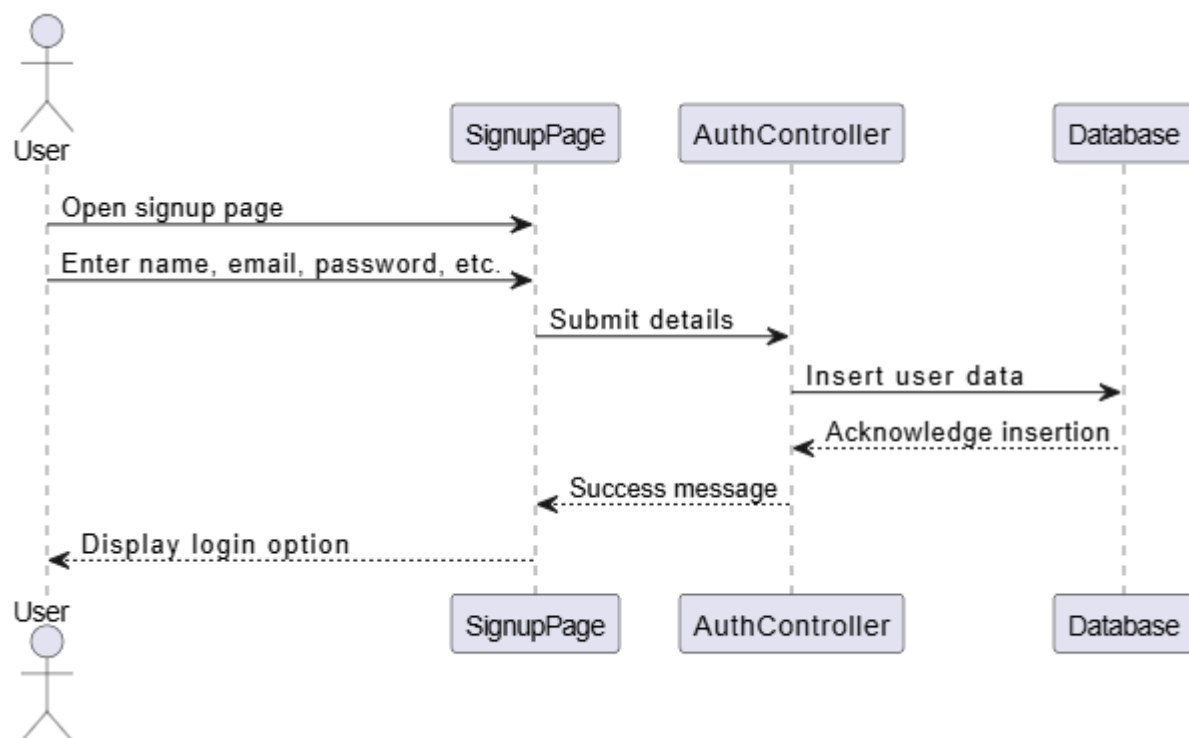 User
SignupPage
AuthController
Database
Open signup page
Enter name, email, password, etc.
Submit details
Insert user data
Acknowledge insertion
Success message
Display login option
User
SignupPage
AuthController
Database